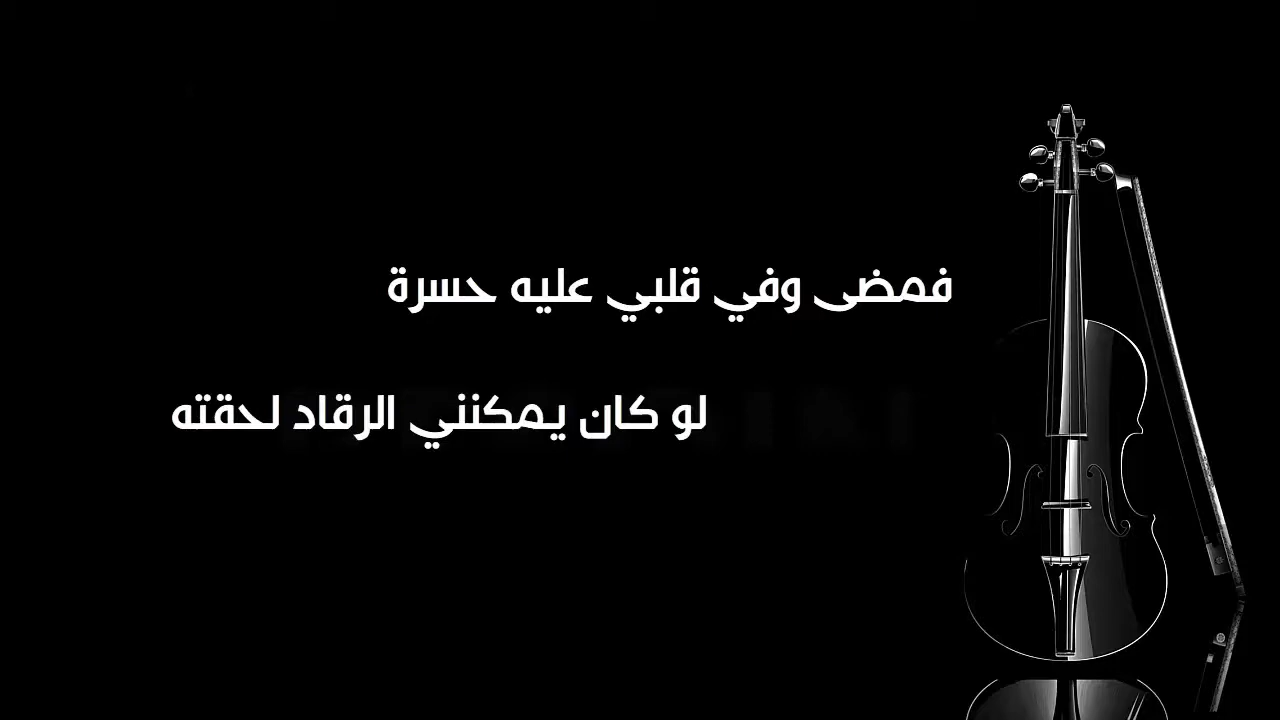 فمضى وفي قلبي عليه حسرة
لو كان يمكنني الرقاد لحقته